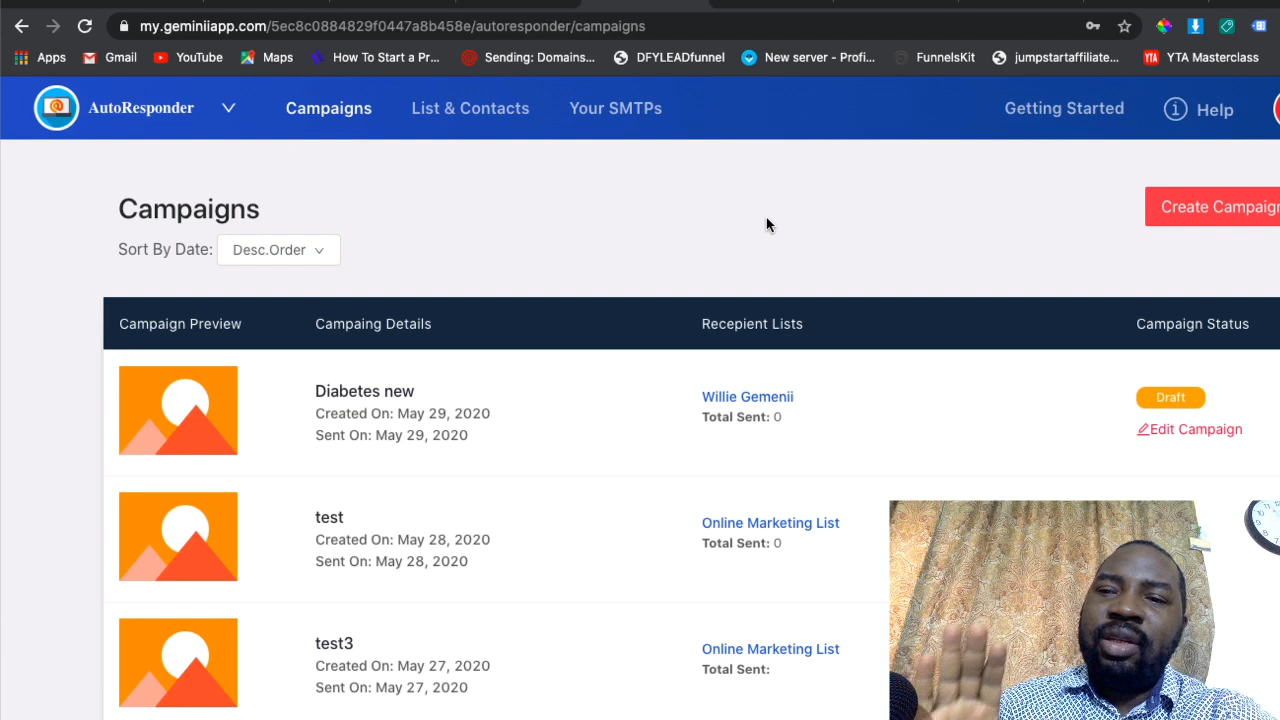 my.geminiiapp.com/5ec8c0884829f0447a8b458e/autoresponder/campaigns
Apps Gmail YouTube Maps How To Start a Pr... Sending: Domains... DFYLEADfunnel New server - Profi... FunnelsKit jumpstartaffiliate... YTA YTA Masterclass
AutoResponder Campaigns List & Contacts Your SMTPs Getting Started Help
Campaigns
Create Campaign
Sort By Date: Desc.Order
Campaign Preview Campaing Details Recepient Lists Campaign Status
Diabetes new
Willie Gemenii
Draft
Created On: May 29, 2020
Total Sent: 0
Sent On: May 29, 2020
Edit Campaign
test
Online Marketing List
Created On: May 28, 2020
Total Sent: 0
Sent On: May 28, 2020
test3
Online Marketing List
Created On: May 27, 2020
Total Sent:
Sent On: May 27, 2020